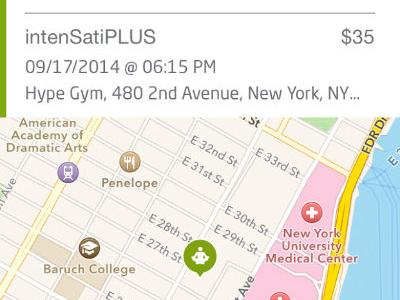 intenSatiPLUS $35
09/17/2014 @ 06:15 PM
Hype Gym, 480 2nd Avenue, New York, NY...
American
Academy of
Dramatic Arts
E 32nd St
E 33rd St
E 31st St
Penelope
FDR Dr
E 30th St
E 29th St
E 28th St
E 27th St
New York
University
Medical Center
Baruch College
Ave
Ave